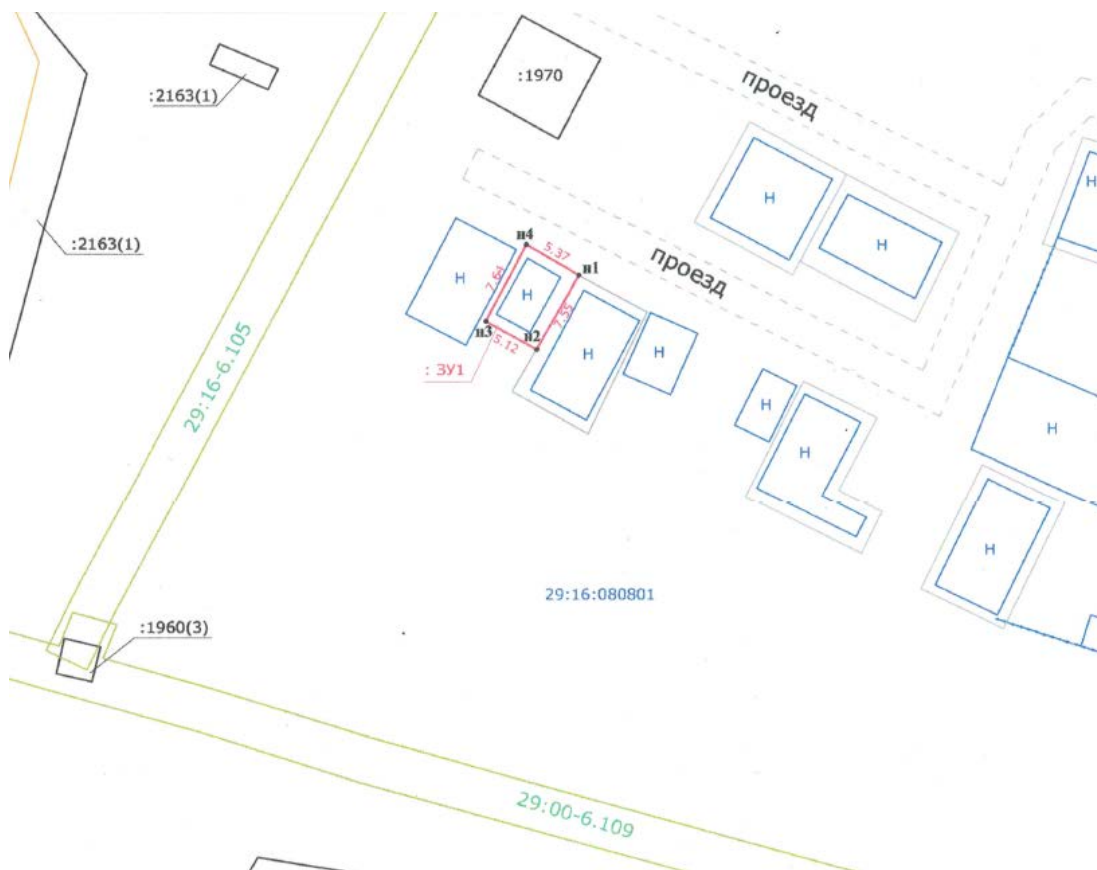 :1970
проезд
:2163(1)
Н
Н
Н
:2163(1)
н4
5.37
н1
проезд
Н
7.64
Н
7.55
н3
н2
5.12
Н
Н
: ЗУ1
29:16-6.105
Н
Н
Н
Н
29:16:080801
:1960(3)
29:00-6.109